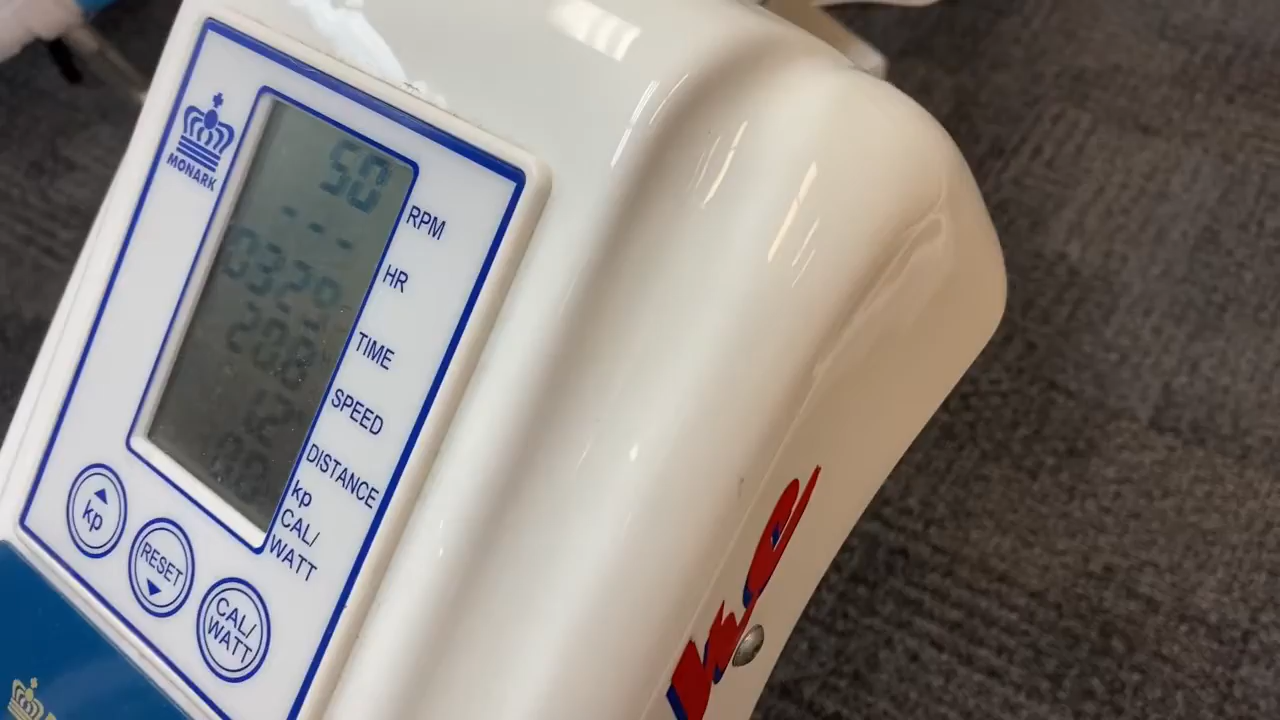 MONARK
50
RPM
-- --
HR
TIME
SPEED
DISTANCE
kp
CAL/
WATT
kp
RESET
CAL/
WATT